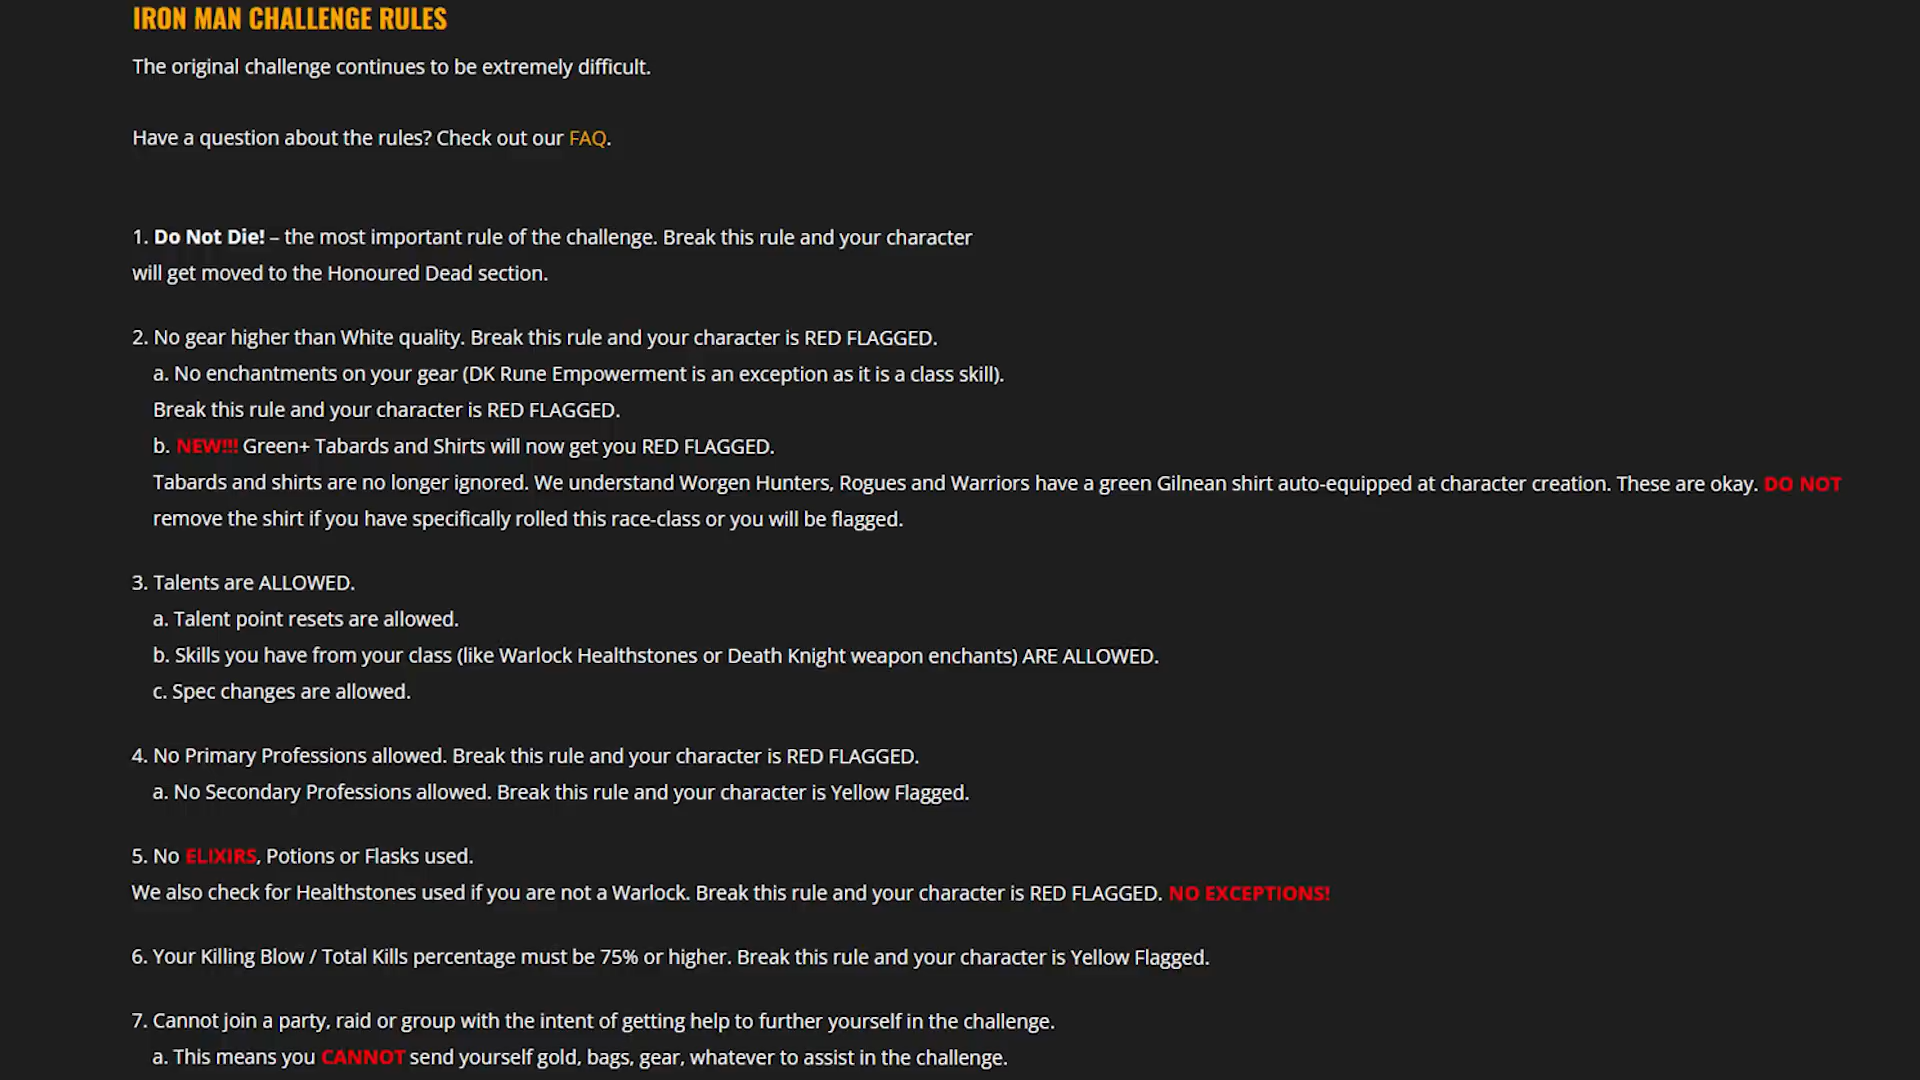 IRON MAN CHALLENGE RULES
The original challenge continues to be extremely difficult.
Have a question about the rules? Check out our FAQ.
1. Do Not Die! – the most important rule of the challenge. Break this rule and your character
will get moved to the Honoured Dead section.
2. No gear higher than White quality. Break this rule and your character is RED FLAGGED.
a. No enchantments on your gear (DK Rune Empowerment is an exception as it is a class skill).
Break this rule and your character is RED FLAGGED.
b. NEW!!! Green+ Tabards and Shirts will now get you RED FLAGGED.
Tabards and shirts are no longer ignored. We understand Worgen Hunters, Rogues and Warriors have a green Gilnean shirt auto-equipped at character creation. These are okay. DO NOT
remove the shirt if you have specifically rolled this race-class or you will be flagged.
3. Talents are ALLOWED.
a. Talent point resets are allowed.
b. Skills you have from your class (like Warlock Healthstones or Death Knight weapon enchants) ARE ALLOWED.
c. Spec changes are allowed.
4. No Primary Professions allowed. Break this rule and your character is RED FLAGGED.
a. No Secondary Professions allowed. Break this rule and your character is Yellow Flagged.
5. No ELIXIRS, Potions or Flasks used.
We also check for Healthstones used if you are not a Warlock. Break this rule and your character is RED FLAGGED. NO EXCEPTIONS!
6. Your Killing Blow / Total Kills percentage must be 75% or higher. Break this rule and your character is Yellow Flagged.
7. Cannot join a party, raid or group with the intent of getting help to further yourself in the challenge.
a. This means you CANNOT send yourself gold, bags, gear, whatever to assist in the challenge.